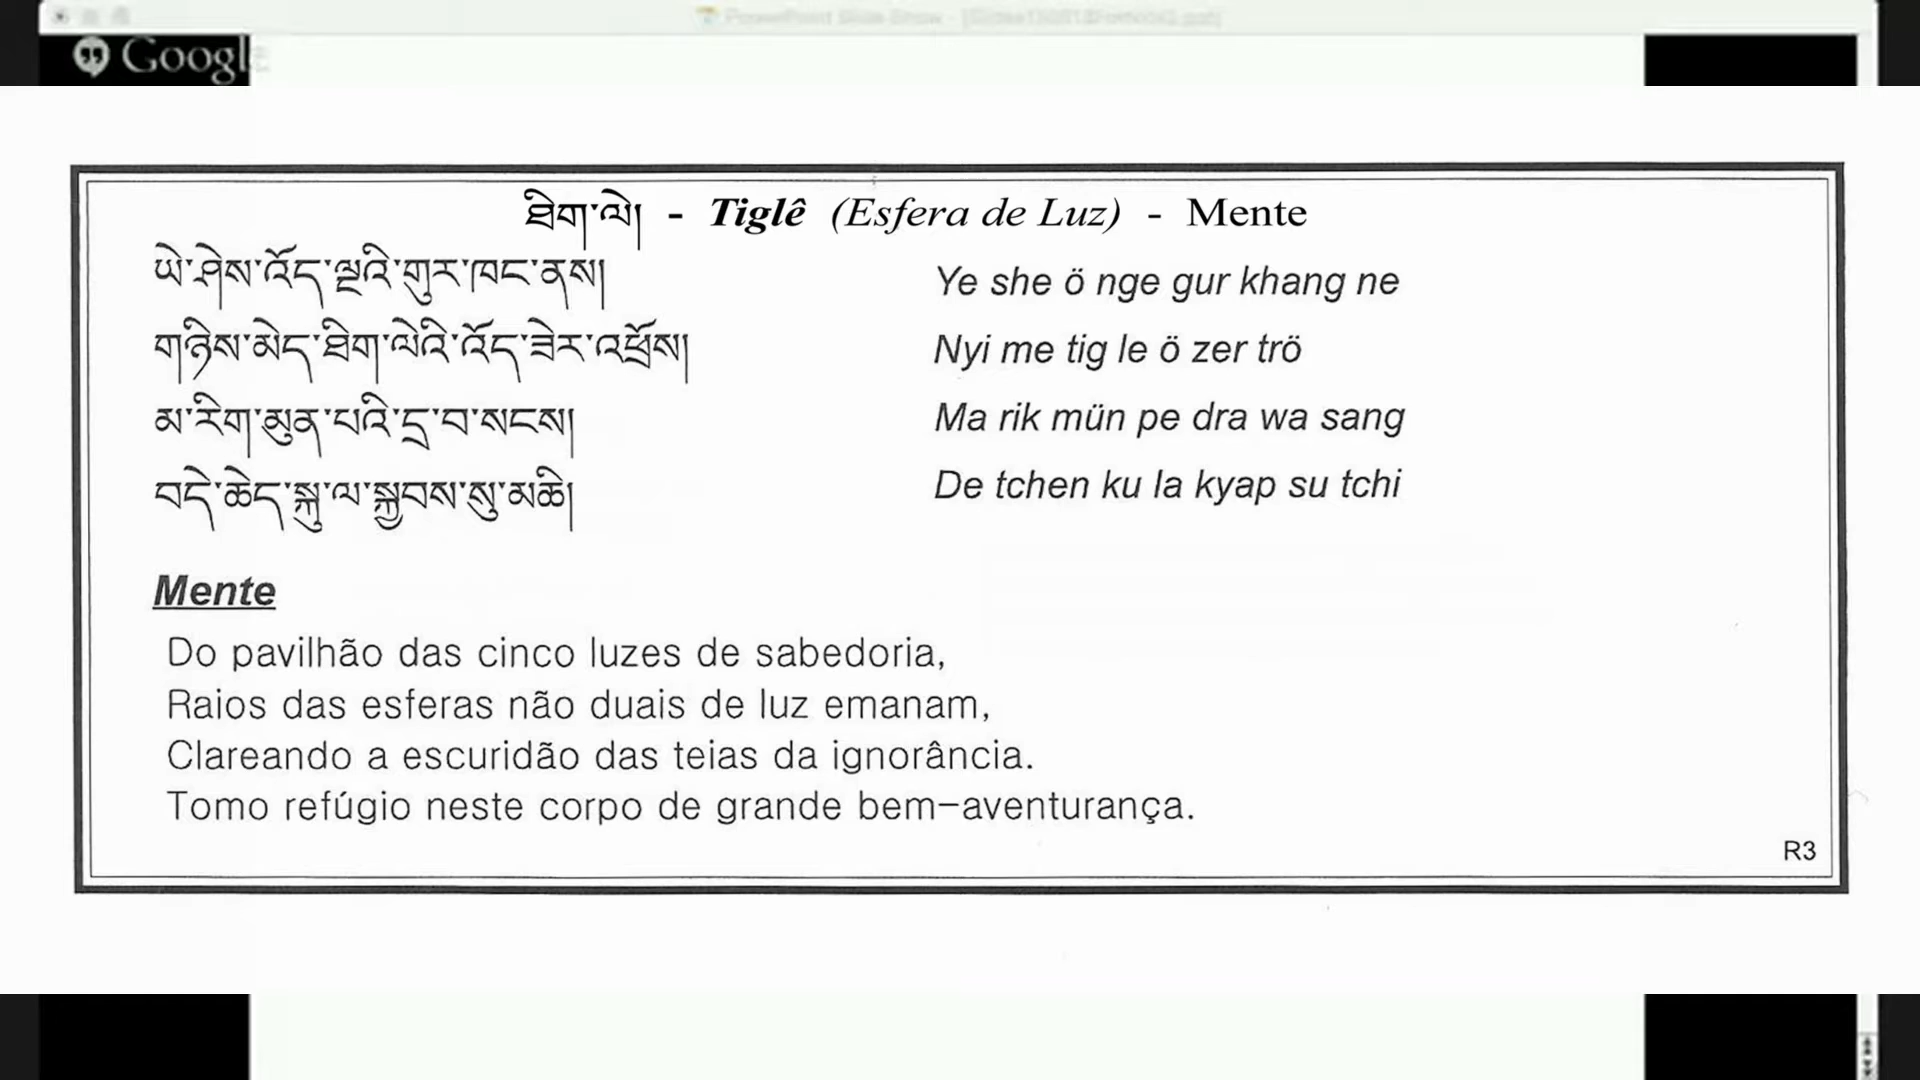 Google
ཐིག་ལེ། - Tiglê (Esfera de Luz) - Mente
ཡེ་ཤེས་འོད་ལྔའི་གུར་ཁང་ནས།
Ye she ö nge gur khang ne
གཉིས་མེད་ཐིག་ལེའི་འོད་ཟེར་འཕྲོས།
Nyi me tig le ö zer trö
མ་རིག་མུན་པའི་དྲ་བ་སངས།
Ma rik mün pe dra wa sang
བདེ་ཆེད་སྐུ་ལ་སྐྱབས་སུ་མཆི།
De tchen ku la kyap su tchi
Mente
Do pavilhão das cinco luzes de sabedoria,
Raios das esferas não duais de luz emanam,
Clareando a escuridão das teias da ignorância.
Tomo refúgio neste corpo de grande bem-aventurança.
R3